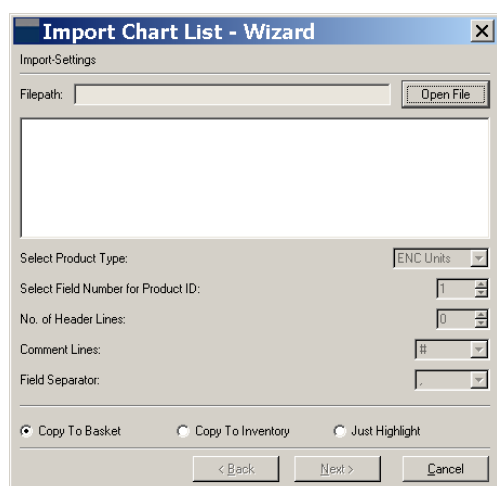 Import Chart List - Wizard
Import-Settings
Filepath: Open File
Select Product Type: ENC Units
Select Field Number for Product ID: 1
No. of Header Lines: 0
Comment Lines: #
Field Separator: ,
Copy To Basket Copy To Inventory Just Highlight
< Back Next > Cancel